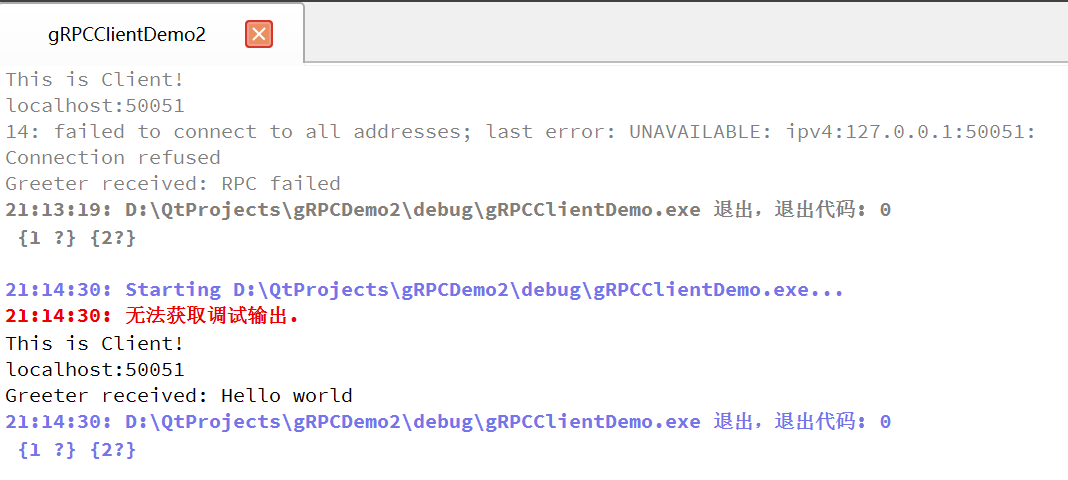 gRPCClientDemo2
This is Client!
localhost:50051
14: failed to connect to all addresses; last error: UNAVAILABLE: ipv4:127.0.0.1:50051:
Connection refused
Greeter received: RPC failed
21:13:19: D:\QtProjects\gRPCDemo2\debug\gRPCClientDemo.exe 退出，退出代码: 0
{1 ?} {2?}
21:14:30: Starting D:\QtProjects\gRPCDemo2\debug\gRPCClientDemo.exe...
21:14:30: 无法获取调试输出.
This is Client!
localhost:50051
Greeter received: Hello world
21:14:30: D:\QtProjects\gRPCDemo2\debug\gRPCClientDemo.exe 退出，退出代码: 0
{1 ?} {2?}